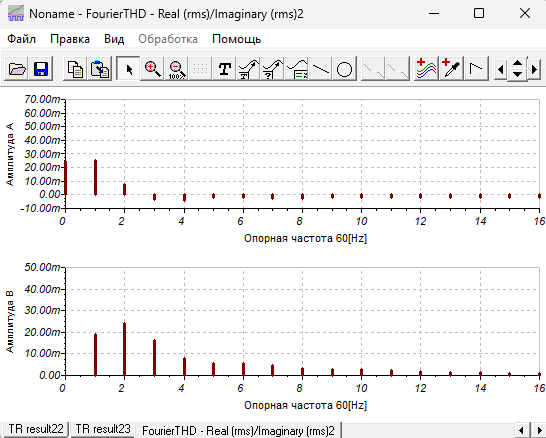 Noname - FourierTHD - Real (rms)/Imaginary (rms)2
Файл Правка Вид Обработка Помощь
100%
T
70.00m
60.00m
50.00m
40.00m
30.00m
20.00m
10.00m
0.00
-10.00m
Амплитуда А
0 2 4 6 8 10 12 14 16
Опорная частота 60[Hz]
50.00m
40.00m
30.00m
20.00m
10.00m
0.00
Амплитуда В
0 2 4 6 8 10 12 14 16
Опорная частота 60[Hz]
TR result22 TR result23 FourierTHD - Real (rms)/Imaginary (rms)2